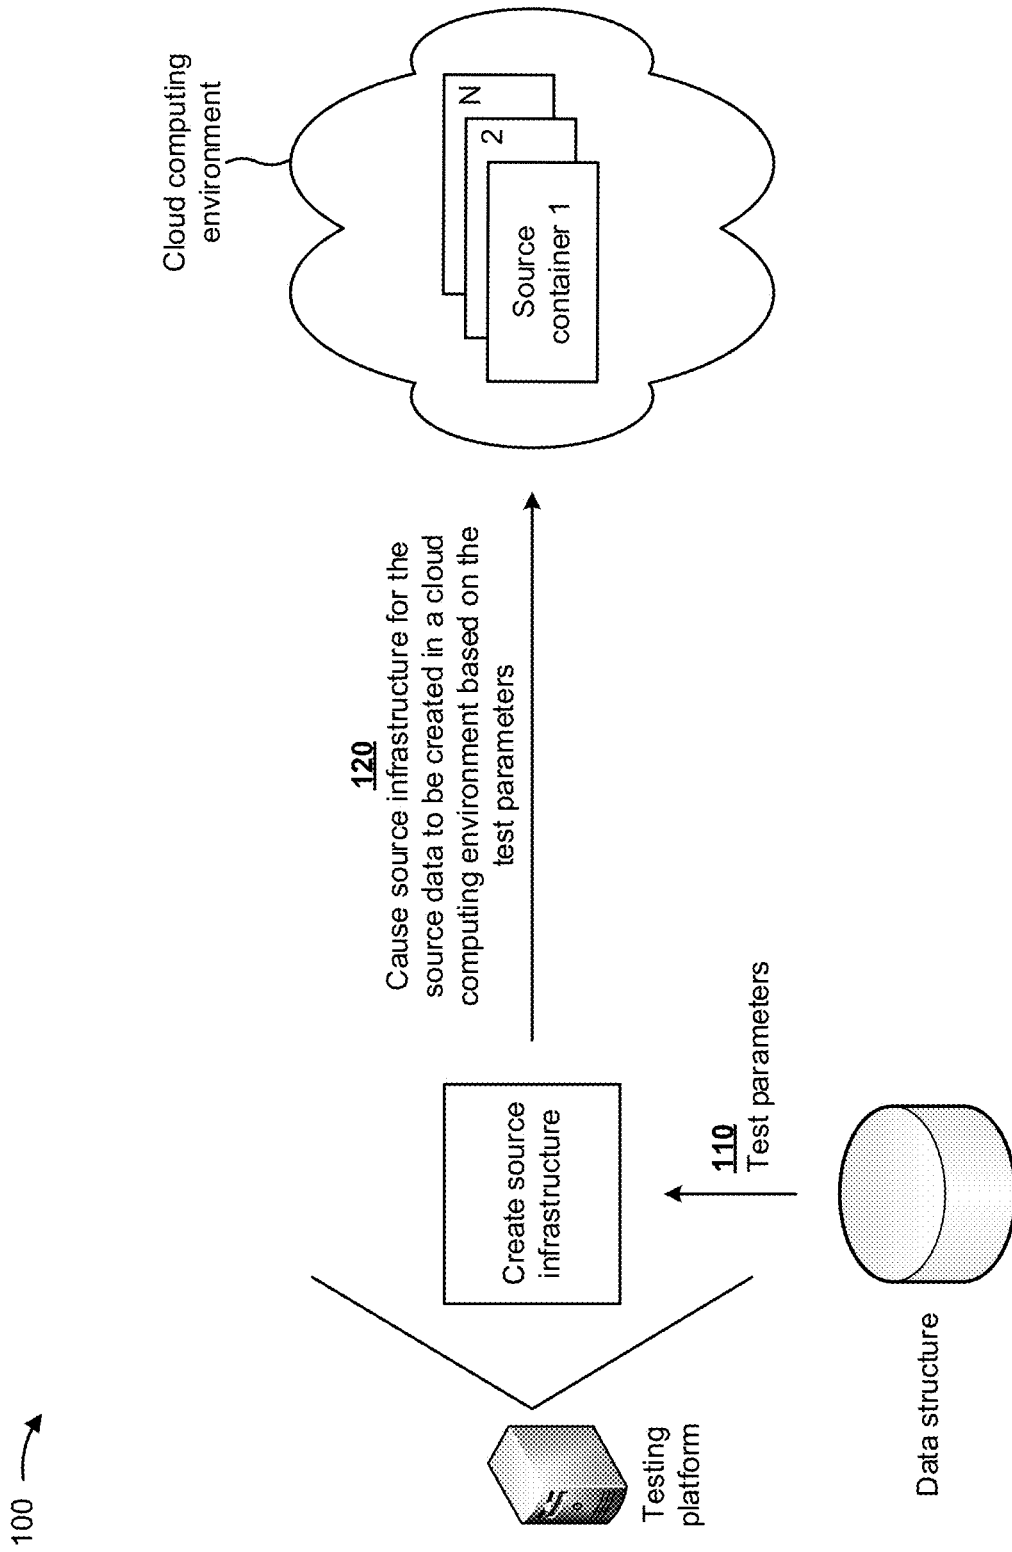 100
Cloud computing
environment
N
2
Source
container 1
120
Cause source infrastructure for the
source data to be created in a cloud
computing environment based on the
test parameters
Create source
infrastructure
110
Test parameters
Testing
platform
Data structure